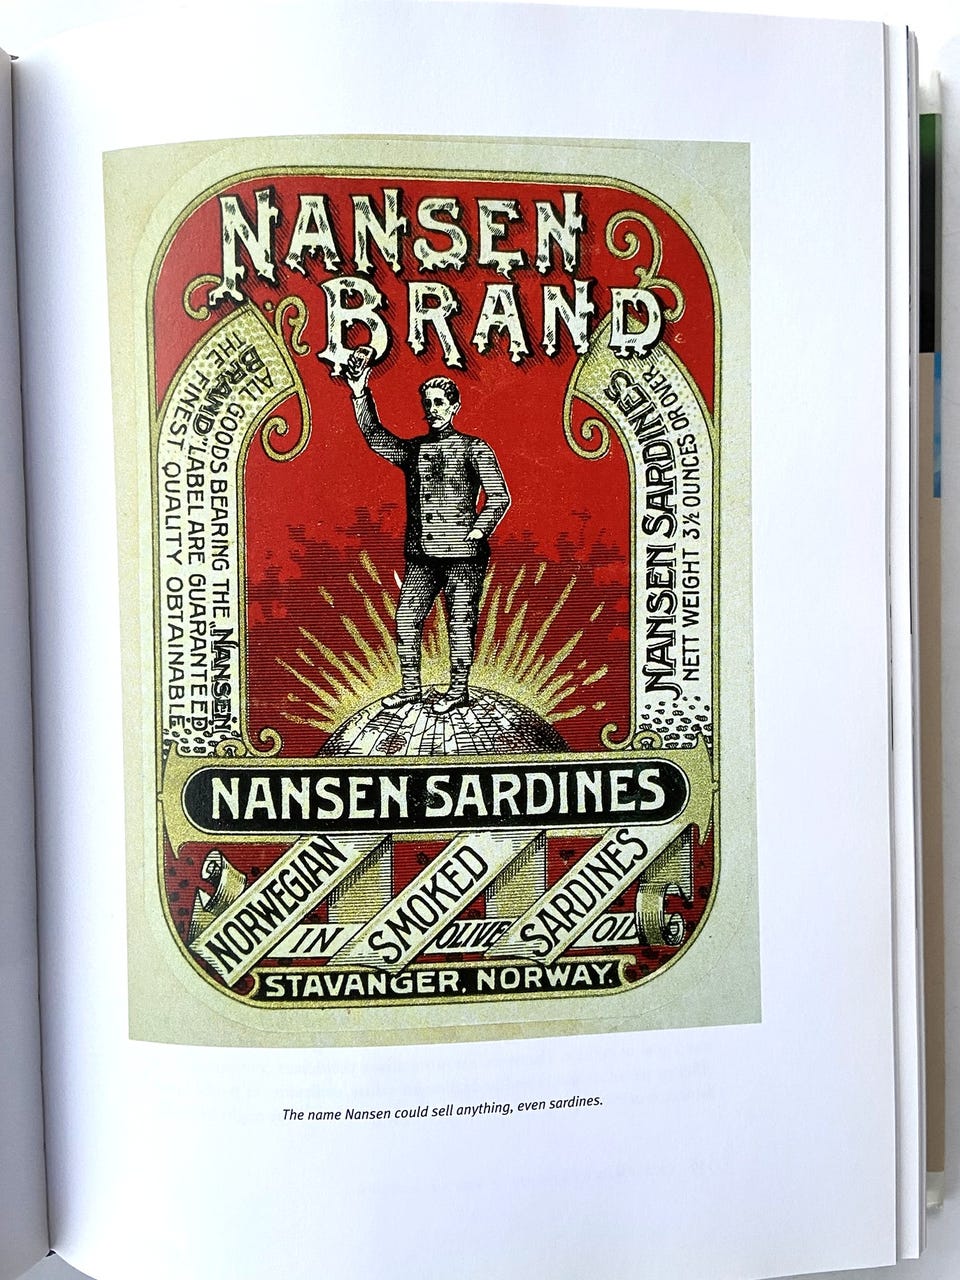 NANSEN
BRAND
ALL GOODS BEARING THE „NANSEN
BRAND" LABEL ARE GUARANTEED
THE FINEST QUALITY OBTAINABLE
NANSEN SARDINES
NETT WEIGHT 3½ OUNCES OR OVER
NANSEN SARDINES
NORWEGIAN SMOKED SARDINES
IN OLIVE OIL
STAVANGER, NORWAY.
The name Nansen could sell anything, even sardines.